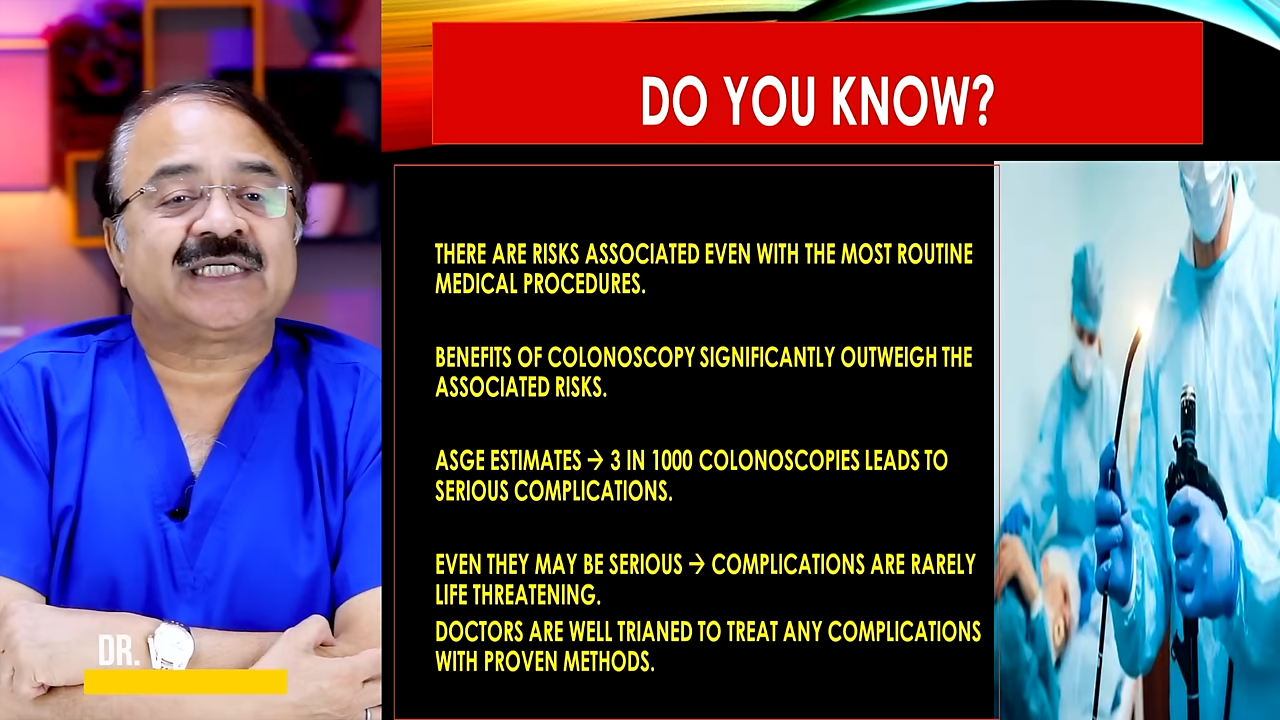 DO YOU KNOW?
THERE ARE RISKS ASSOCIATED EVEN WITH THE MOST ROUTINE
MEDICAL PROCEDURES.
BENEFITS OF COLONOSCOPY SIGNIFICANTLY OUTWEIGH THE
ASSOCIATED RISKS.
ASGE ESTIMATES → 3 IN 1000 COLONOSCOPIES LEADS TO
SERIOUS COMPLICATIONS.
EVEN THEY MAY BE SERIOUS → COMPLICATIONS ARE RARELY
LIFE THREATENING.
DOCTORS ARE WELL TRIANED TO TREAT ANY COMPLICATIONS
WITH PROVEN METHODS.
DR.